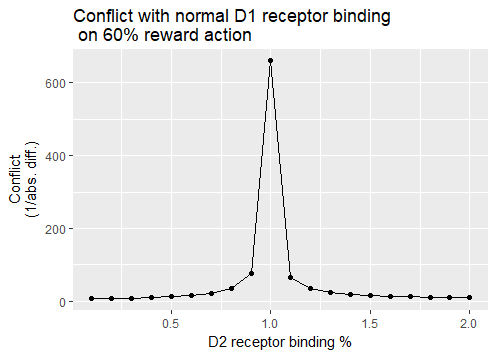 Conflict with normal D1 receptor binding
on 60% reward action
600
400
200
0
Conflict
(1/abs. diff.)
0.5 1.0 1.5 2.0
D2 receptor binding %